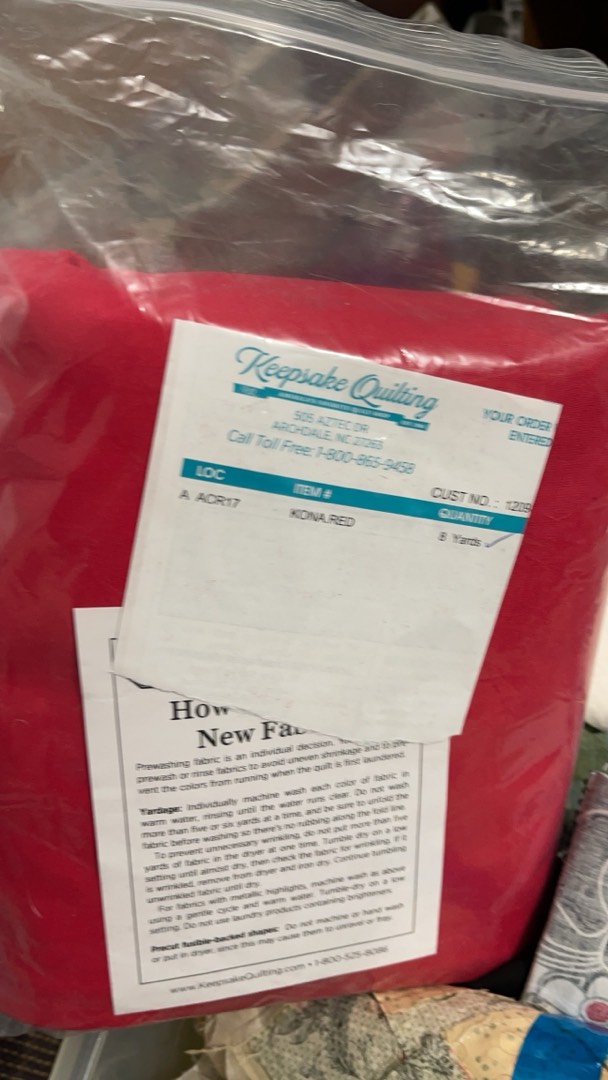 Keepsake Quilting
505 AZTEC DR
ARCHDALE, NC 27263
Call Toll Free: 1-800-865-9458
YOUR ORDER
ENTERED
CUST NO. : 1209
LOC ITEM # QUANTITY
A ACR17 KONA.RED 8 Yards
How
New Fab
Prewashing fabric is an individual decision.
prewash or rinse fabrics to avoid uneven shrinkage and to pre-
vent the colors from running when the quilt is first laundered.
Yardage: Individually machine wash each color of fabric in
warm water, rinsing until the water runs clear. Do not wash
more than five or six yards at a time, and be sure to unfold the
fabric before washing so there's no rubbing along the fold line.
To prevent unnecessary wrinkling, do not put more than five
yards of fabric in the dryer at one time. Tumble dry on a low
setting until almost dry, then check the fabric for wrinkling. If it
is wrinkled, remove from dryer and iron dry. Continue tumbling
unwrinkled fabric until dry.
For fabrics with metallic highlights, machine wash as above
using a gentle cycle and warm water. Tumble-dry on a low
setting. Do not use laundry products containing brighteners.
Precut fusible-backed shapes: Do not machine or hand wash
or put in dryer, since this may cause them to unravel or fray.
www.KeepsakeQuilting.com • 1-800-525-8086